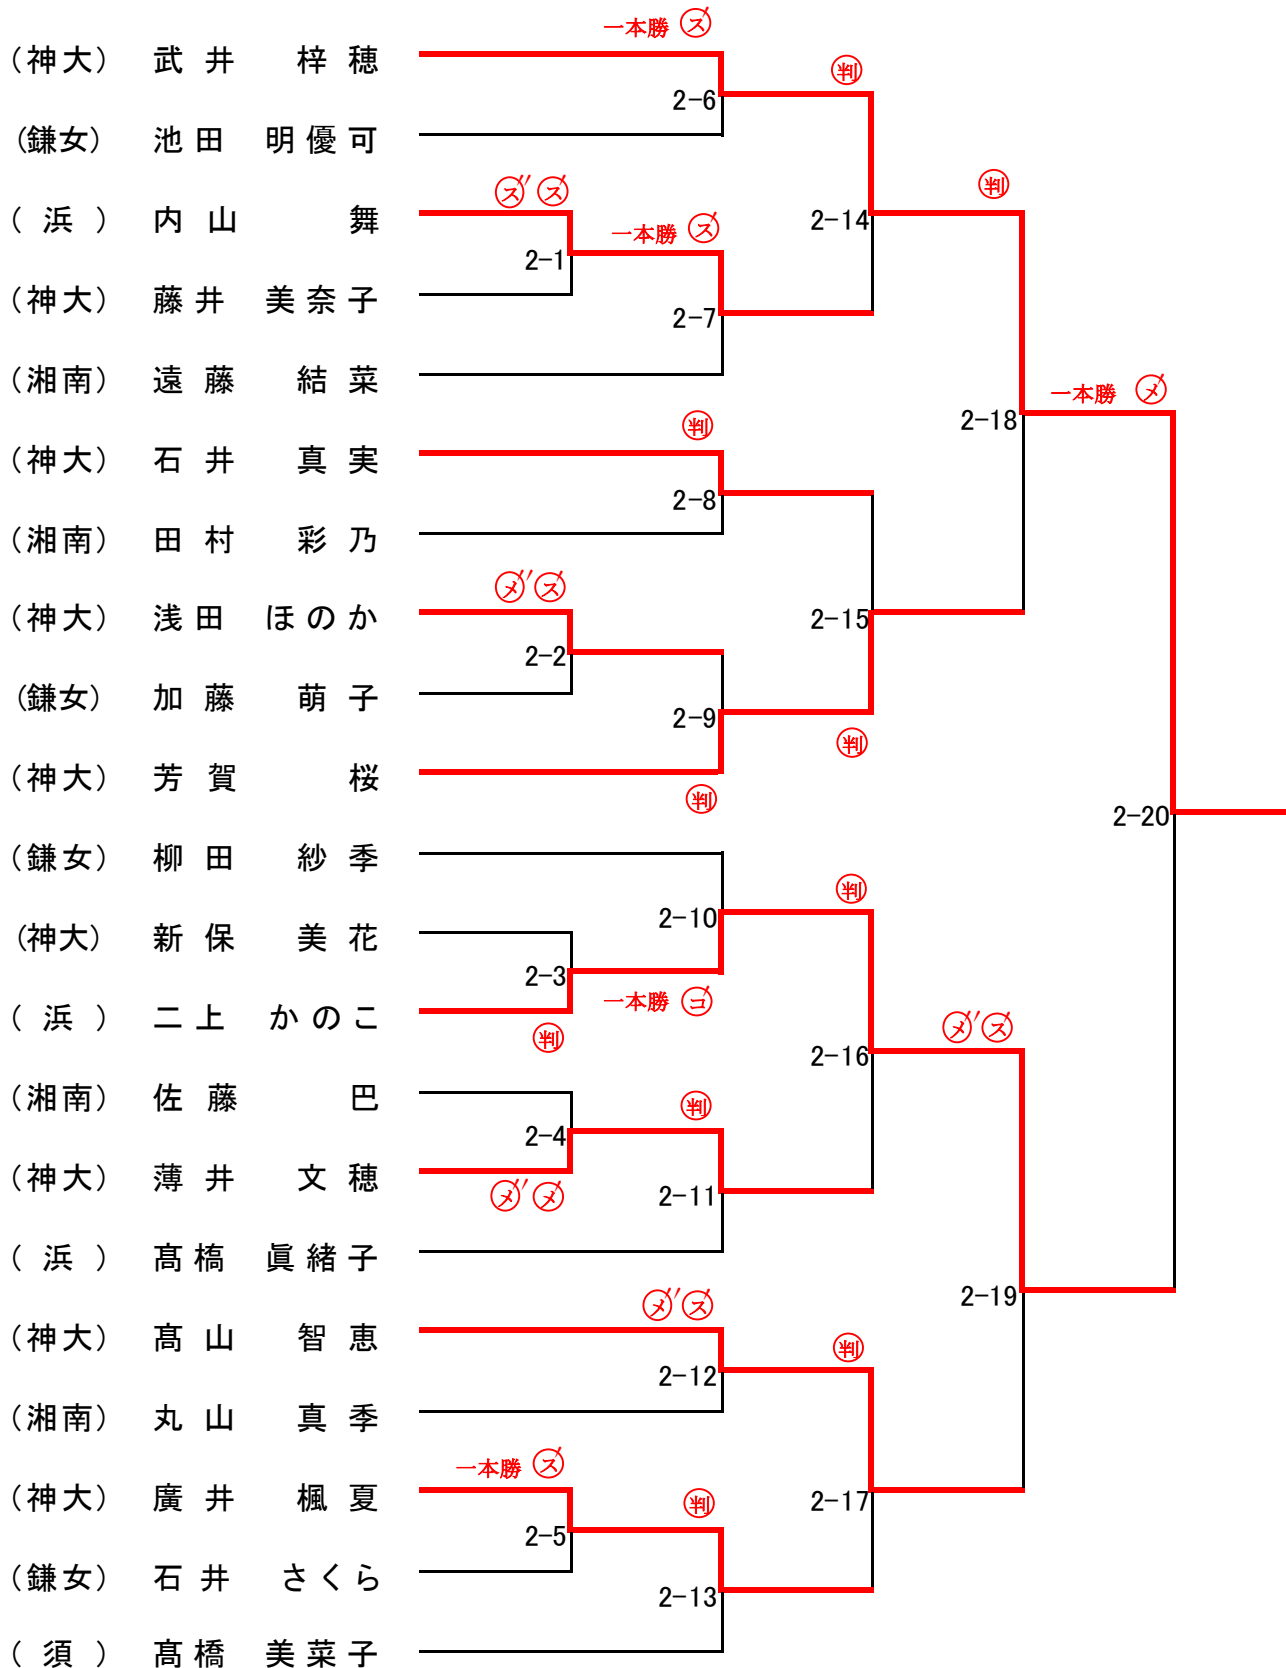 一本勝 ㋜
(神大) 武井 梓穂
判
2-6
(鎌女) 池田 明優可
㋜〃 ㋜
判
(浜) 内山 舞
一本勝 ㋜
2-14
2-1
(神大) 藤井 美奈子
2-7
(湘南) 遠藤 結菜
一本勝 ㋱
判
2-18
(神大) 石井 真実
2-8
(湘南) 田村 彩乃
㋱′㋜
(神大) 浅田 ほのか
2-15
2-2
(鎌女) 加藤 萌子
2-9
判
(神大) 芳賀 桜
判
2-20
(鎌女) 柳田 紗季
判
2-10
(神大) 新保 美花
2-3
一本勝 ㋙
(浜) 二上 かのこ
㋱′㋜
判
2-16
(湘南) 佐藤 巴
判
2-4
(神大) 薄井 文穂
㋱′㋱
2-11
(浜) 髙橋 眞緒子
2-19
㋱〃㋜
(神大) 髙山 智恵
判
2-12
(湘南) 丸山 真季
一本勝 ㋜
(神大) 廣井 楓夏
判
2-17
2-5
(鎌女) 石井 さくら
2-13
(須) 髙橋 美菜子